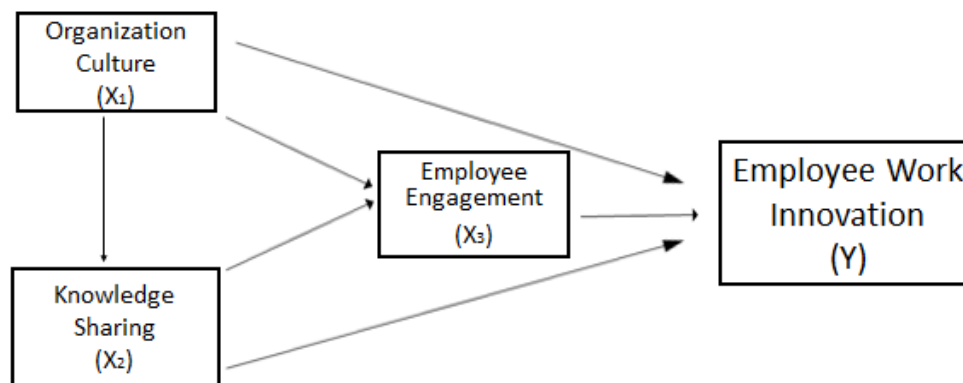 Organization
Culture
(X₁)
Employee
Engagement
(X₃)
Employee Work
Innovation
(Y)
Knowledge
Sharing
(X₂)